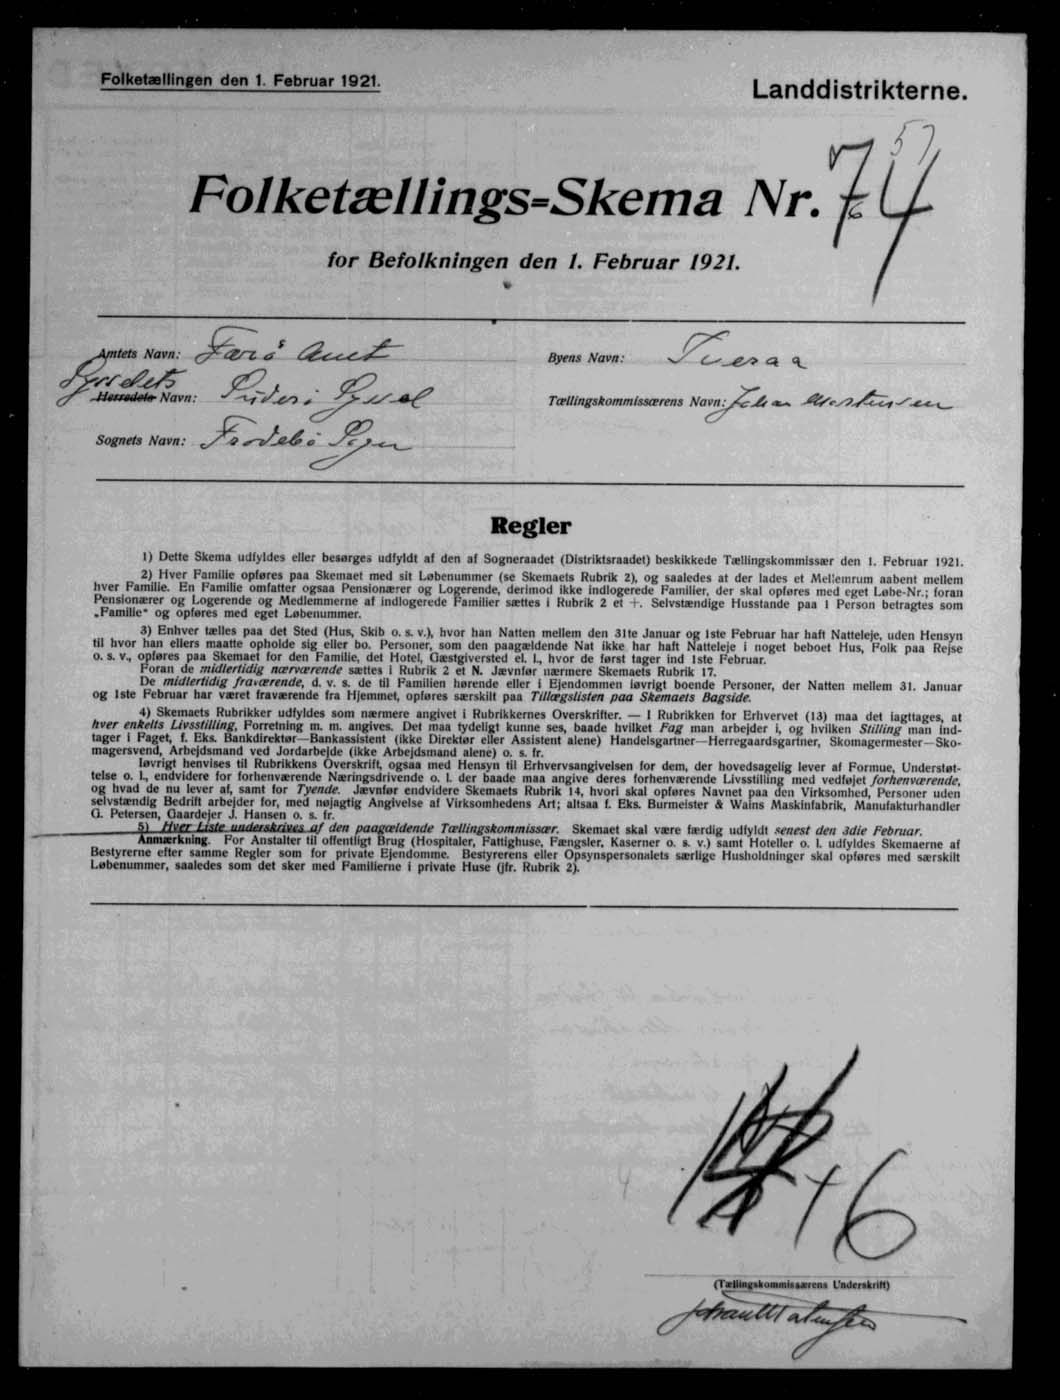 Folketællingen den 1. Februar 1921.
Landdistrikterne.
57
Folketællings=Skema Nr. 74
6
for Befolkningen den 1. Februar 1921.
Amtets Navn: Færø Amt
Byens Navn: Tveraa
Syssdets
Herredets Navn: Suderø Syssel
Tællingskommissærens Navn: Johan Mortensen
Sognets Navn: Frodebø Sogn
Regler
1) Dette Skema udfyldes eller besørges udfyldt af den af Sogneraadet (Distriktsraadet) beskikkede Tællingskommissær den 1. Februar 1921.
2) Hver Familie opføres paa Skemaet med sit Løbenummer (se Skemaets Rubrik 2), og saaledes at der lades et Mellemrum aabent mellem
hver Familie. En Familie omfatter ogsaa Pensionærer og Logerende, derimod ikke indlogerede Familier, der skal opføres med eget Løbe-Nr.; foran
Pensionærer og Logerende og Medlemmerne af indlogerede Familier sættes i Rubrik 2 et +. Selvstændige Husstande paa 1 Person betragtes som
„Familie“ og opføres med eget Løbenummer.
3) Enhver tælles paa det Sted (Hus, Skib o. s. v.), hvor han Natten mellem den 31te Januar og 1ste Februar har haft Natteleje, uden Hensyn
til hvor han ellers maatte opholde sig eller bo. Personer, som den paagældende Nat ikke har haft Natteleje i noget beboet Hus, Folk paa Rejse
o. s. v., opføres paa Skemaet for den Familie, det Hotel, Gæstgiversted el. l., hvor de først tager ind 1ste Februar.
Foran de midlertidig nærværende sættes i Rubrik 2 et N. Jævnfør nærmere Skemaets Rubrik 17.
De midlertidig fraværende, d. v. s. de til Familien hørende eller i Ejendommen iøvrigt boende Personer, der Natten mellem 31. Januar
og 1ste Februar har været fraværende fra Hjemmet, opføres særskilt paa Tillægslisten paa Skemaets Bagside.
4) Skemaets Rubrikker udfyldes som nærmere angivet i Rubrikkernes Overskrifter. — I Rubrikken for Erhvervet (13) maa det iagttages, at
hver enkelts Livsstilling, Forretning m. m. angives. Det maa tydeligt kunne ses, baade hvilket Fag man arbejder i, og hvilken Stilling man ind-
tager i Faget, f. Eks. Bankdirektør—Bankassistent (ikke Direktør eller Assistent alene) Handelsgartner—Herregaardsgartner, Skomagermester—Sko-
magersvend, Arbejdsmand ved Jordarbejde (ikke Arbejdsmand alene) o. s. fr.
Iøvrigt henvises til Rubrikkens Overskrift, ogsaa med Hensyn til Erhvervsangivelsen for dem, der hovedsagelig lever af Formue, Understøt-
telse o. l., endvidere for forhenværende Næringsdrivende o. l. der baade maa angive deres forhenværende Livsstilling med vedføjet forhenværende,
og hvad de nu lever af, samt for Tyende. Jævnfør endvidere Skemaets Rubrik 14, hvori skal opføres Navnet paa den Virksomhed, Personer uden
selvstændig Bedrift arbejder for, med nøjagtig Angivelse af Virksomhedens Art; altsaa f. Eks. Burmeister & Wains Maskinfabrik, Manufakturhandler
G. Petersen, Gaardejer J. Hansen o. s. fr.
5) Hver Liste underskrives af den paagældende Tællingskommissær. Skemaet skal være færdig udfyldt senest den 3die Februar.
Anmærkning. For Anstalter til offentligt Brug (Hospitaler, Fattighuse, Fængsler, Kaserner o. s. v.) samt Hoteller o. l. udfyldes Skemaerne af
Bestyrerne efter samme Regler som for private Ejendomme. Bestyrerens eller Opsynspersonalets særlige Husholdninger skal opføres med særskilt
Løbenummer, saaledes som det sker med Familierne i private Huse (jfr. Rubrik 2).
+ 6
(Tællingskommissærens Underskrift)
Johan Mortensen